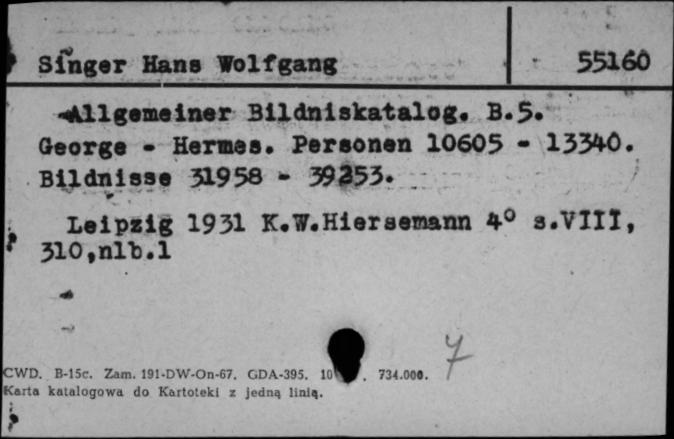 Singer Hans Wolfgang 55160
Allgemeiner Bildniskatalog. B.5.
George - Hermes. Personen 10605 - 13340.
Bildnisse 31958 - 39253.
Leipzig 1931 K.W.Hiersemann 4° s.VIII,
310,nlb.1
7
CWD. B-15c. Zam. 191-DW-On-67. GDA-395. 10 . 734.000.
Karta katalogowa do Kartoteki z jedną linią.